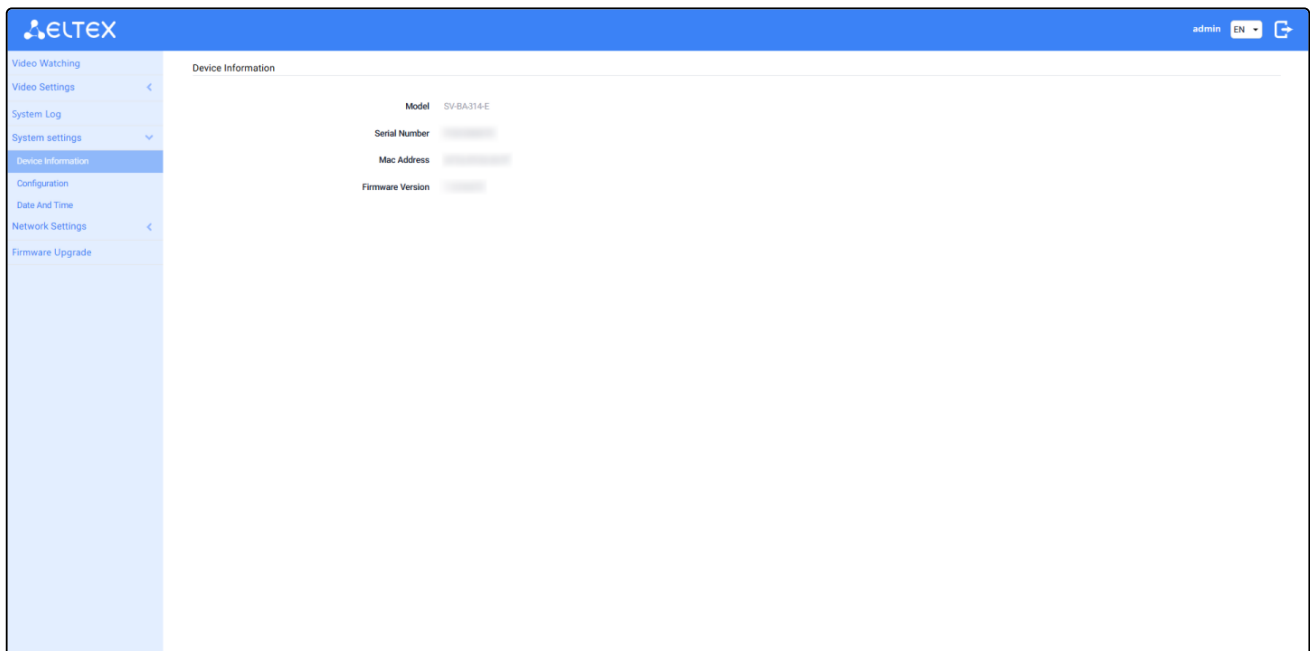 ELTEX
admin EN
Video Watching
Video Settings
System Log
System settings
Device Information
Configuration
Date And Time
Network Settings
Firmware Upgrade
Device Information
Model SV-BA314-E
Serial Number
Mac Address
Firmware Version